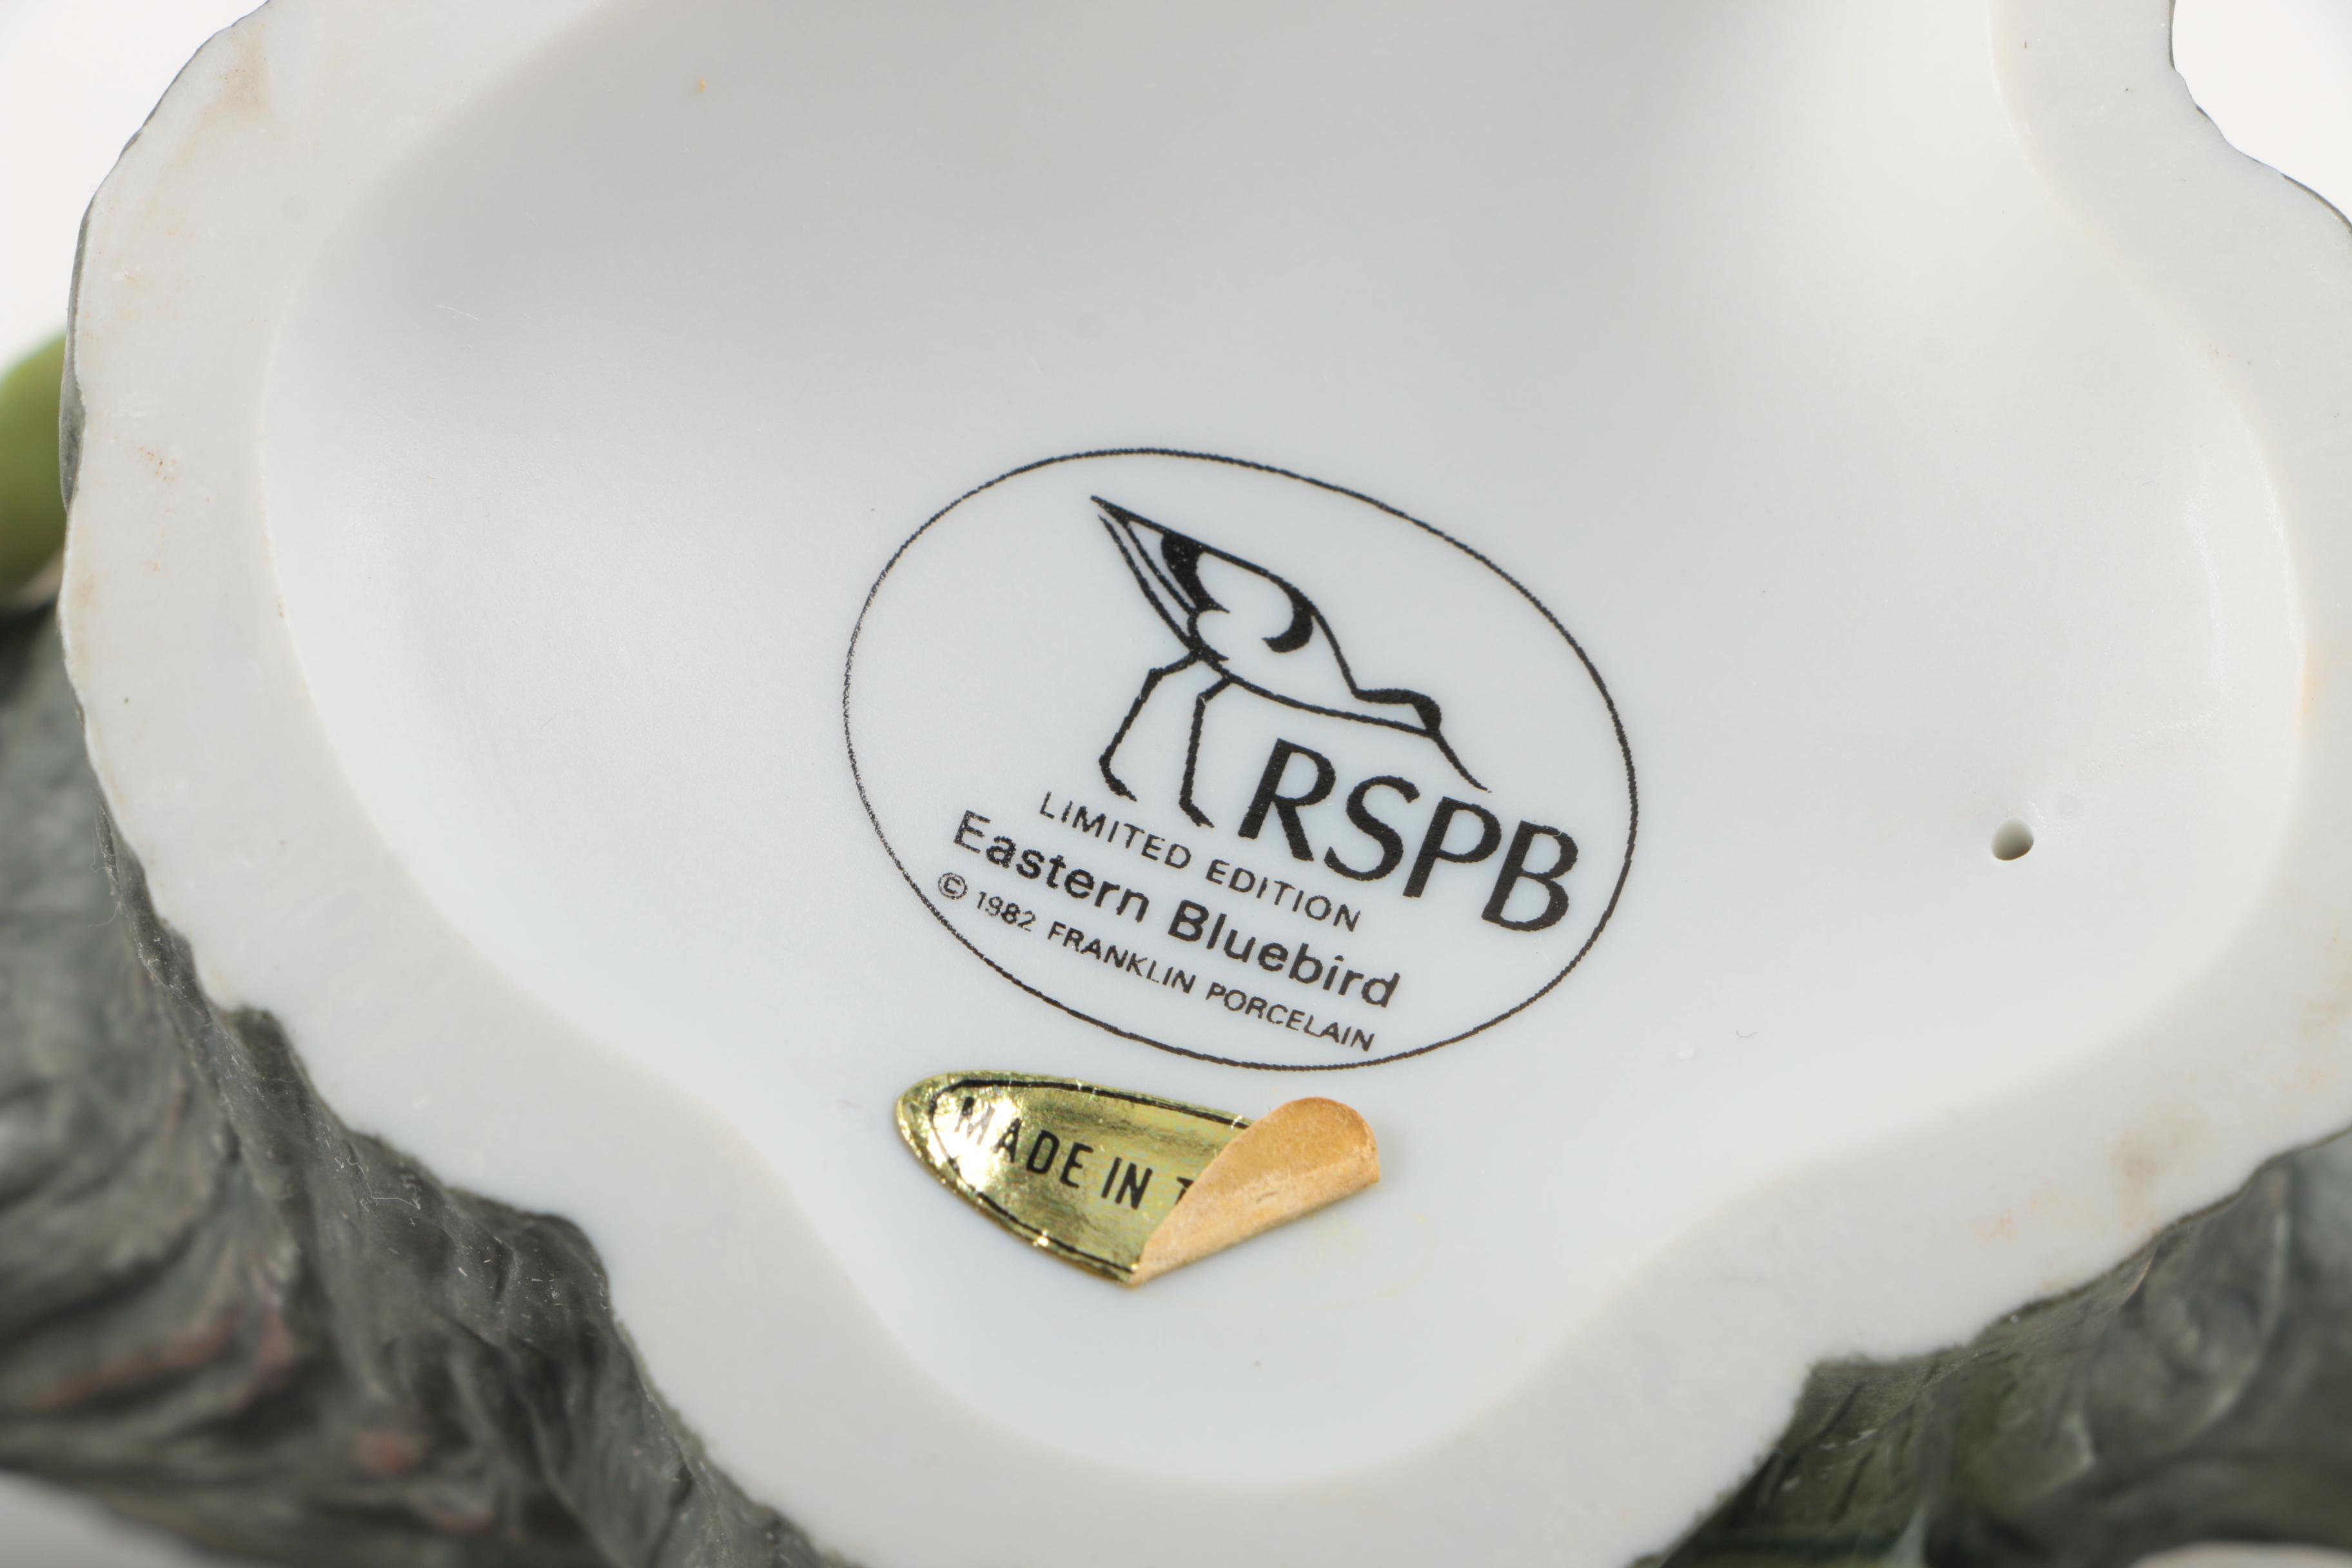 RSPB
LIMITED EDITION
Eastern Bluebird
© 1982 FRANKLIN PORCELAIN
MADE IN